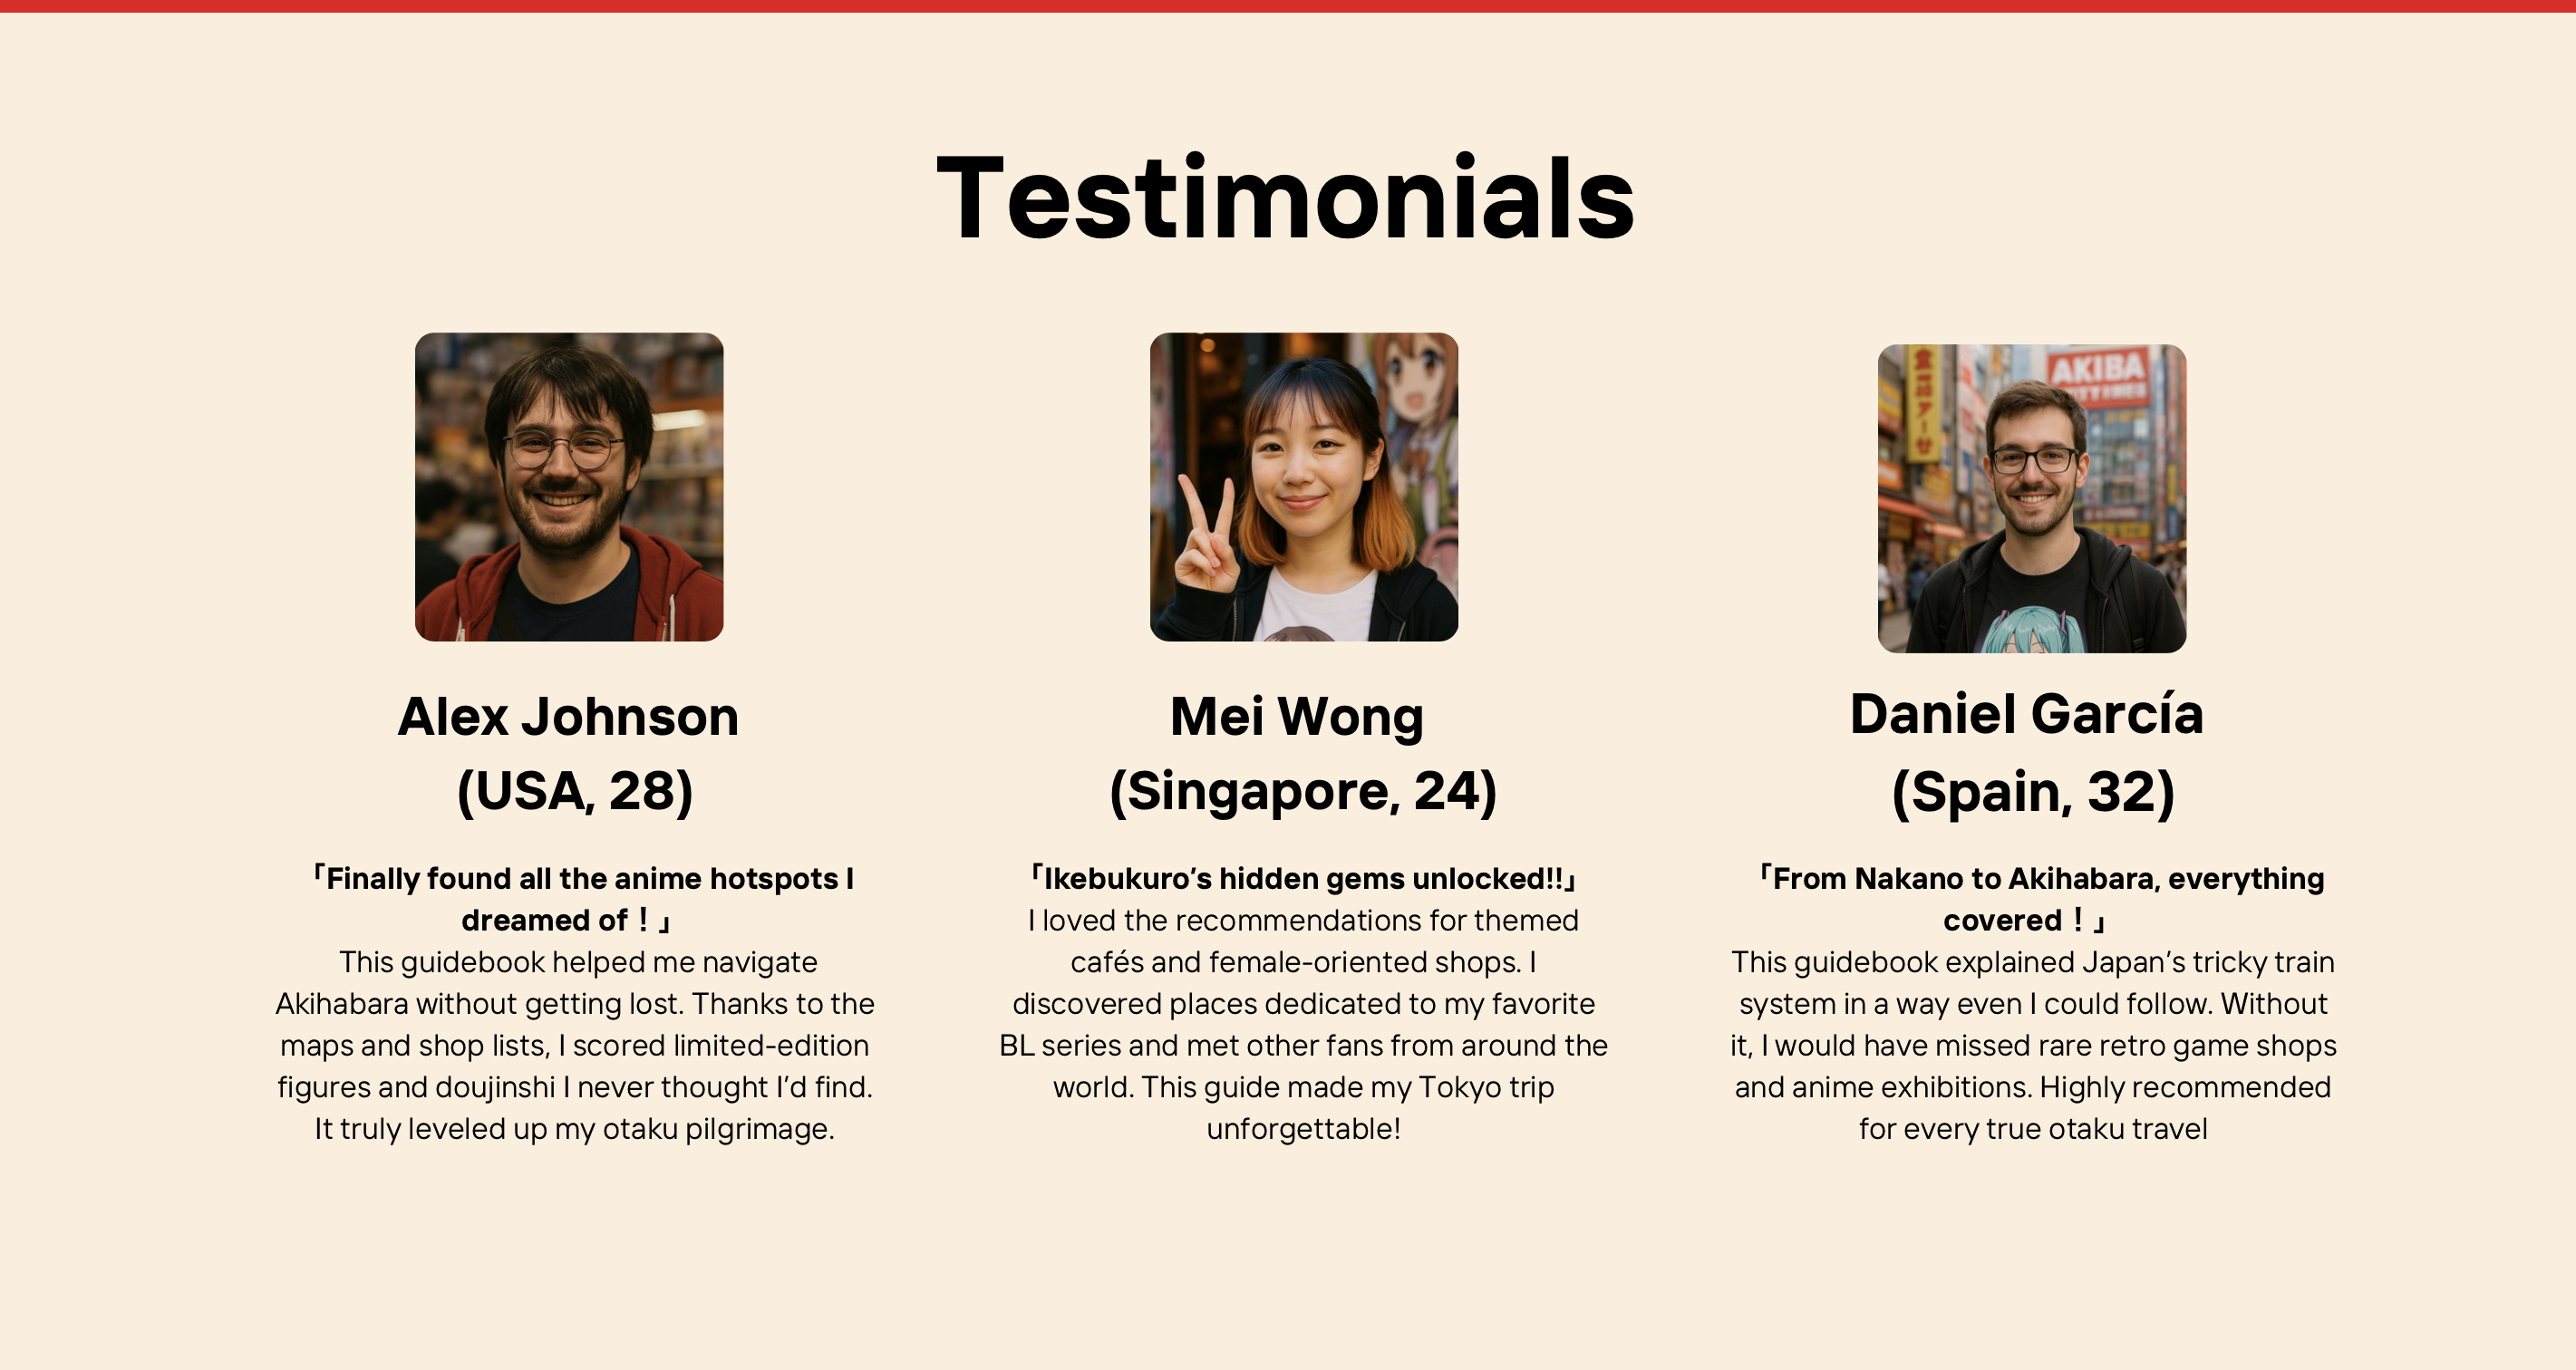 Testimonials
AKIBA
Alex Johnson
(USA, 28)
「Finally found all the anime hotspots I
dreamed of！」
This guidebook helped me navigate
Akihabara without getting lost. Thanks to the
maps and shop lists, I scored limited-edition
figures and doujinshi I never thought I’d find.
It truly leveled up my otaku pilgrimage.
Mei Wong
(Singapore, 24)
「Ikebukuro’s hidden gems unlocked!!」
I loved the recommendations for themed
cafés and female-oriented shops. I
discovered places dedicated to my favorite
BL series and met other fans from around the
world. This guide made my Tokyo trip
unforgettable!
Daniel García
(Spain, 32)
「From Nakano to Akihabara, everything
covered！」
This guidebook explained Japan’s tricky train
system in a way even I could follow. Without
it, I would have missed rare retro game shops
and anime exhibitions. Highly recommended
for every true otaku travel